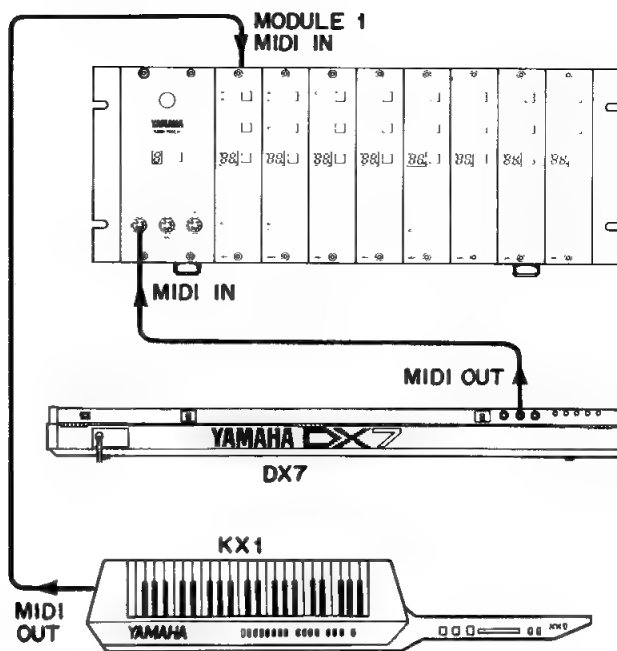 MODULE 1
MIDI IN
YAMAHA
MIDI IN
MIDI OUT
YAMAHA DX7
DX7
KX1
MIDI
OUT
YAMAHA